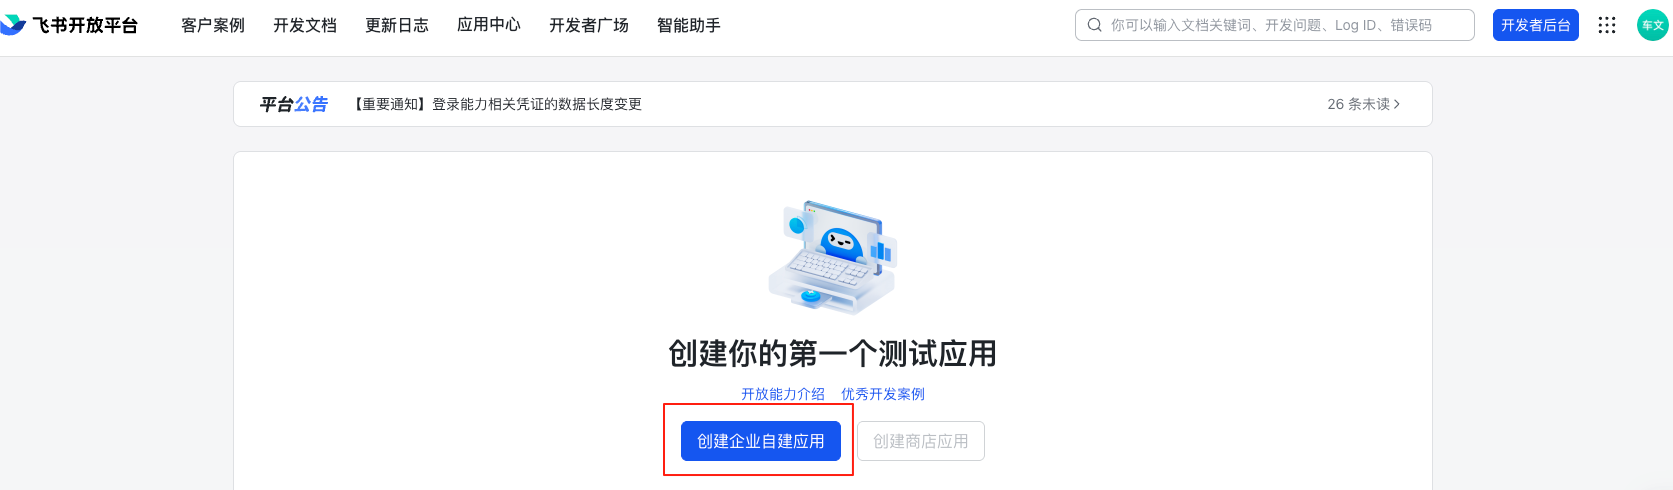 飞书开放平台 客户案例 开发文档 更新日志 应用中心 开发者广场 智能助手 你可以输入文档关键词、开发问题、Log ID、错误码 开发者后台 车文
平台公告 【重要通知】登录能力相关凭证的数据长度变更 26 条未读
创建你的第一个测试应用
开放能力介绍 优秀开发案例
创建企业自建应用 创建商店应用